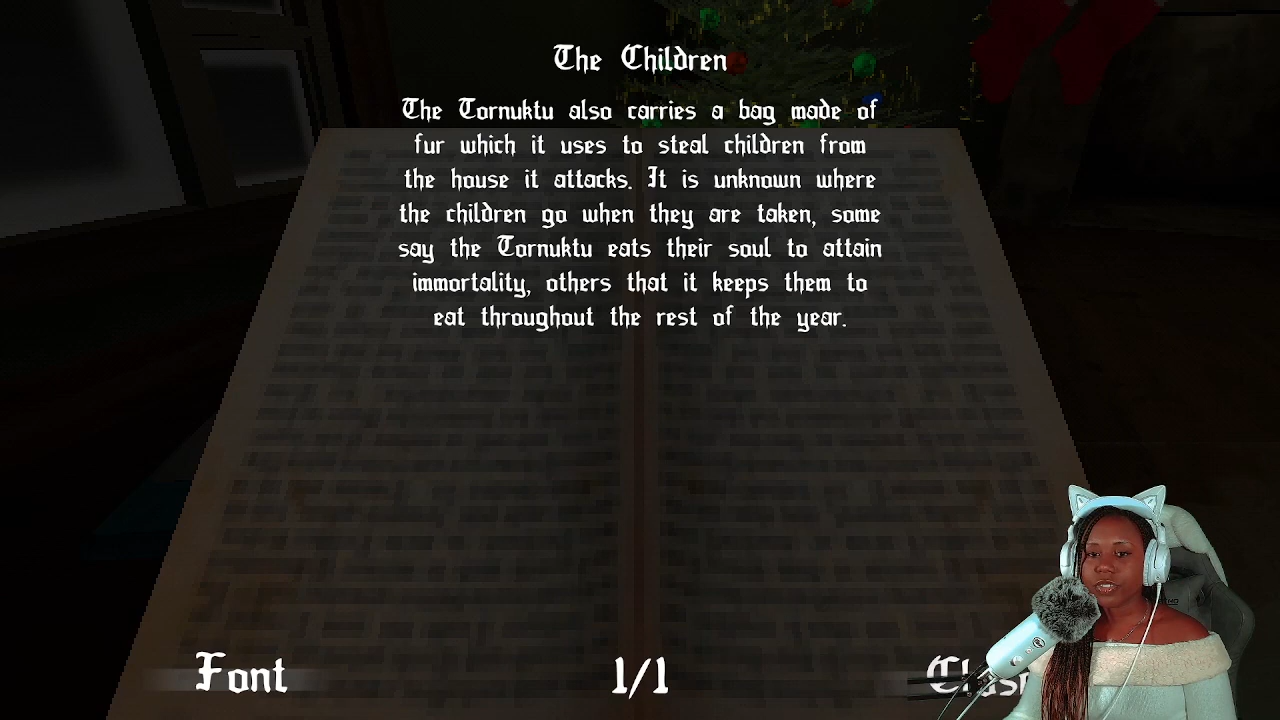 The Children
The Tornuktu also carries a bag made of
fur which it uses to steal children from
the house it attacks. It is unknown where
the children go when they are taken, some
say the Tornuktu eats their soul to attain
immortality, others that it keeps them to
eat throughout the rest of the year.
Font
1/1